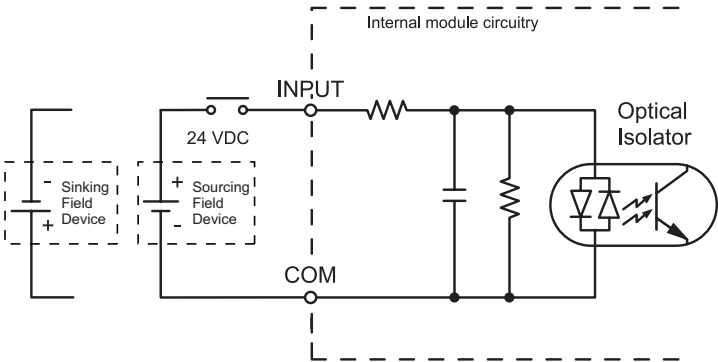 Internal module circuitry
INPUT
24 VDC
Optical
Isolator
- Sinking
Field
Device
+
+ Sourcing
Field
Device
-
COM